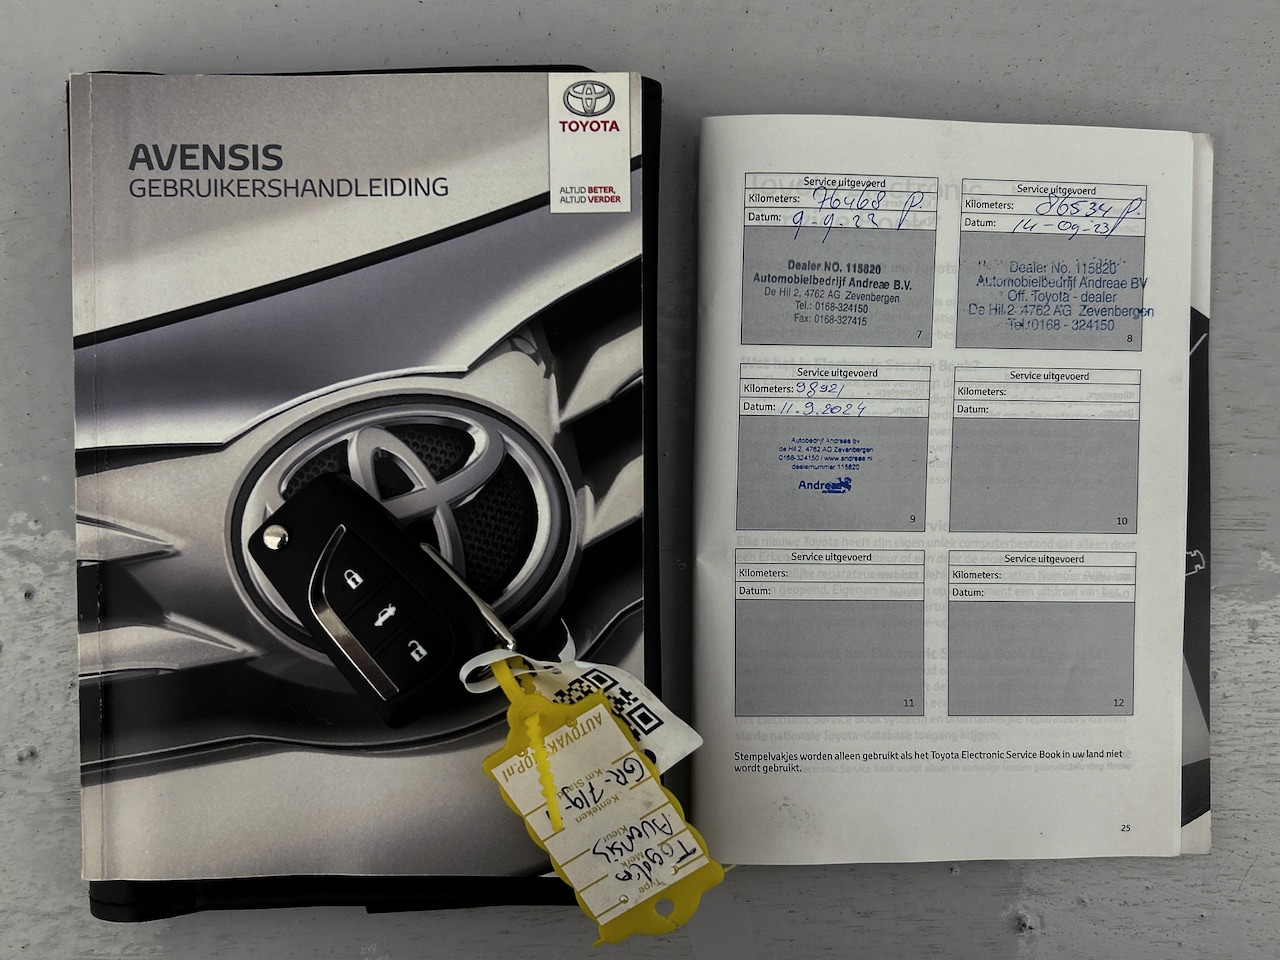 AVENSIS
GEBRUIKERSHANDLEIDING
TOYOTA
ALTIJD BETER,
ALTIJD VERDER
AUTOVAKSHOP.nl
Km Stand
GR-719-
Kenteken
Kleur
Avensis
Merk
Toyota
Type
Service uitgevoerd
Kilometers: 76468 P.
Datum: 9-9-22
Dealer NO. 115820
Automobielbedrijf Andreae B.V.
De Hil 2, 4762 AG Zevenbergen
Tel.: 0168-324150
Fax: 0168-327415
7
Service uitgevoerd
Kilometers: 86534 P.
Datum: 14-09-23
Dealer No. 115820
Automobielbedrijf Andreae BV
Off. Toyota - dealer
De Hil 2 4762 AG Zevenbergen
Tel.:0168 - 324150
8
Service uitgevoerd
Kilometers: 98921
Datum: 11.9.2024
Autobedrijf Andreae bv
de Hil 2, 4762 AG Zevenbergen
0168-324150 / www.andreae.nl
dealernummer 115820
Andreae
9
Service uitgevoerd
Kilometers:
Datum:
10
Service uitgevoerd
Kilometers:
Datum:
11
Service uitgevoerd
Kilometers:
Datum:
12
Stempelvakjes worden alleen gebruikt als het Toyota Electronic Service Book in uw land niet
wordt gebruikt.
25